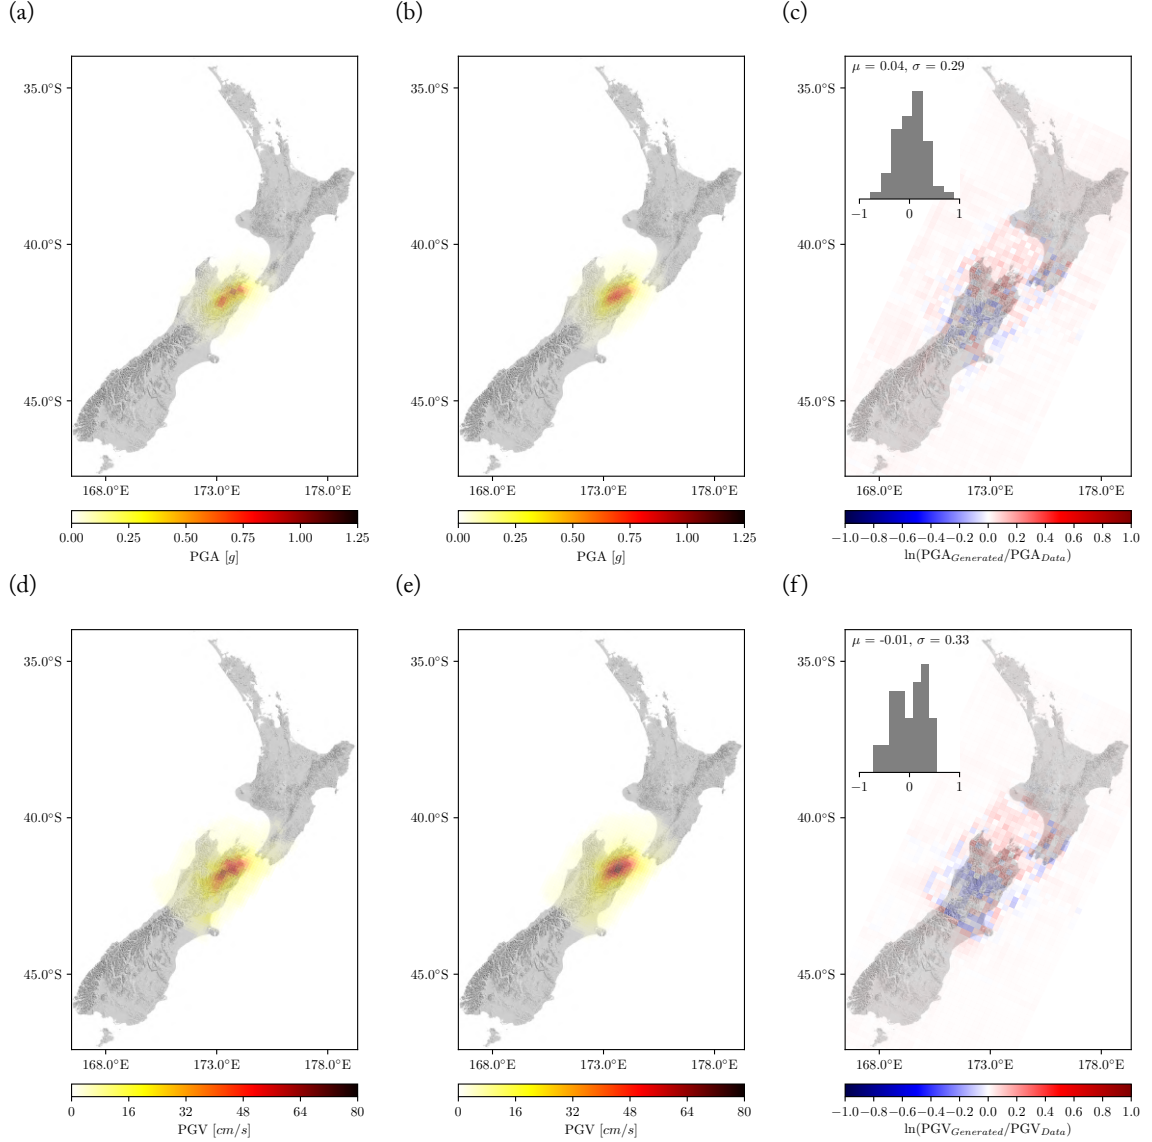 (a) (b) (c)
μ = 0.04, σ = 0.29
35.0°S 35.0°S 35.0°S
−1 0 1
40.0°S 40.0°S 40.0°S
45.0°S 45.0°S 45.0°S
168.0°E 173.0°E 178.0°E 168.0°E 173.0°E 178.0°E 168.0°E 173.0°E 178.0°E
0.00 0.25 0.50 0.75 1.00 1.25 0.00 0.25 0.50 0.75 1.00 1.25 −1.0 −0.8 −0.6 −0.4 −0.2 0.0 0.2 0.4 0.6 0.8 1.0
PGA [g] PGA [g] ln(PGA_Generated/PGA_Data)
(d) (e) (f)
μ = -0.01, σ = 0.33
35.0°S 35.0°S 35.0°S
−1 0 1
40.0°S 40.0°S 40.0°S
45.0°S 45.0°S 45.0°S
168.0°E 173.0°E 178.0°E 168.0°E 173.0°E 178.0°E 168.0°E 173.0°E 178.0°E
0 16 32 48 64 80 0 16 32 48 64 80 −1.0 −0.8 −0.6 −0.4 −0.2 0.0 0.2 0.4 0.6 0.8 1.0
PGV [cm/s] PGV [cm/s] ln(PGV_Generated/PGV_Data)